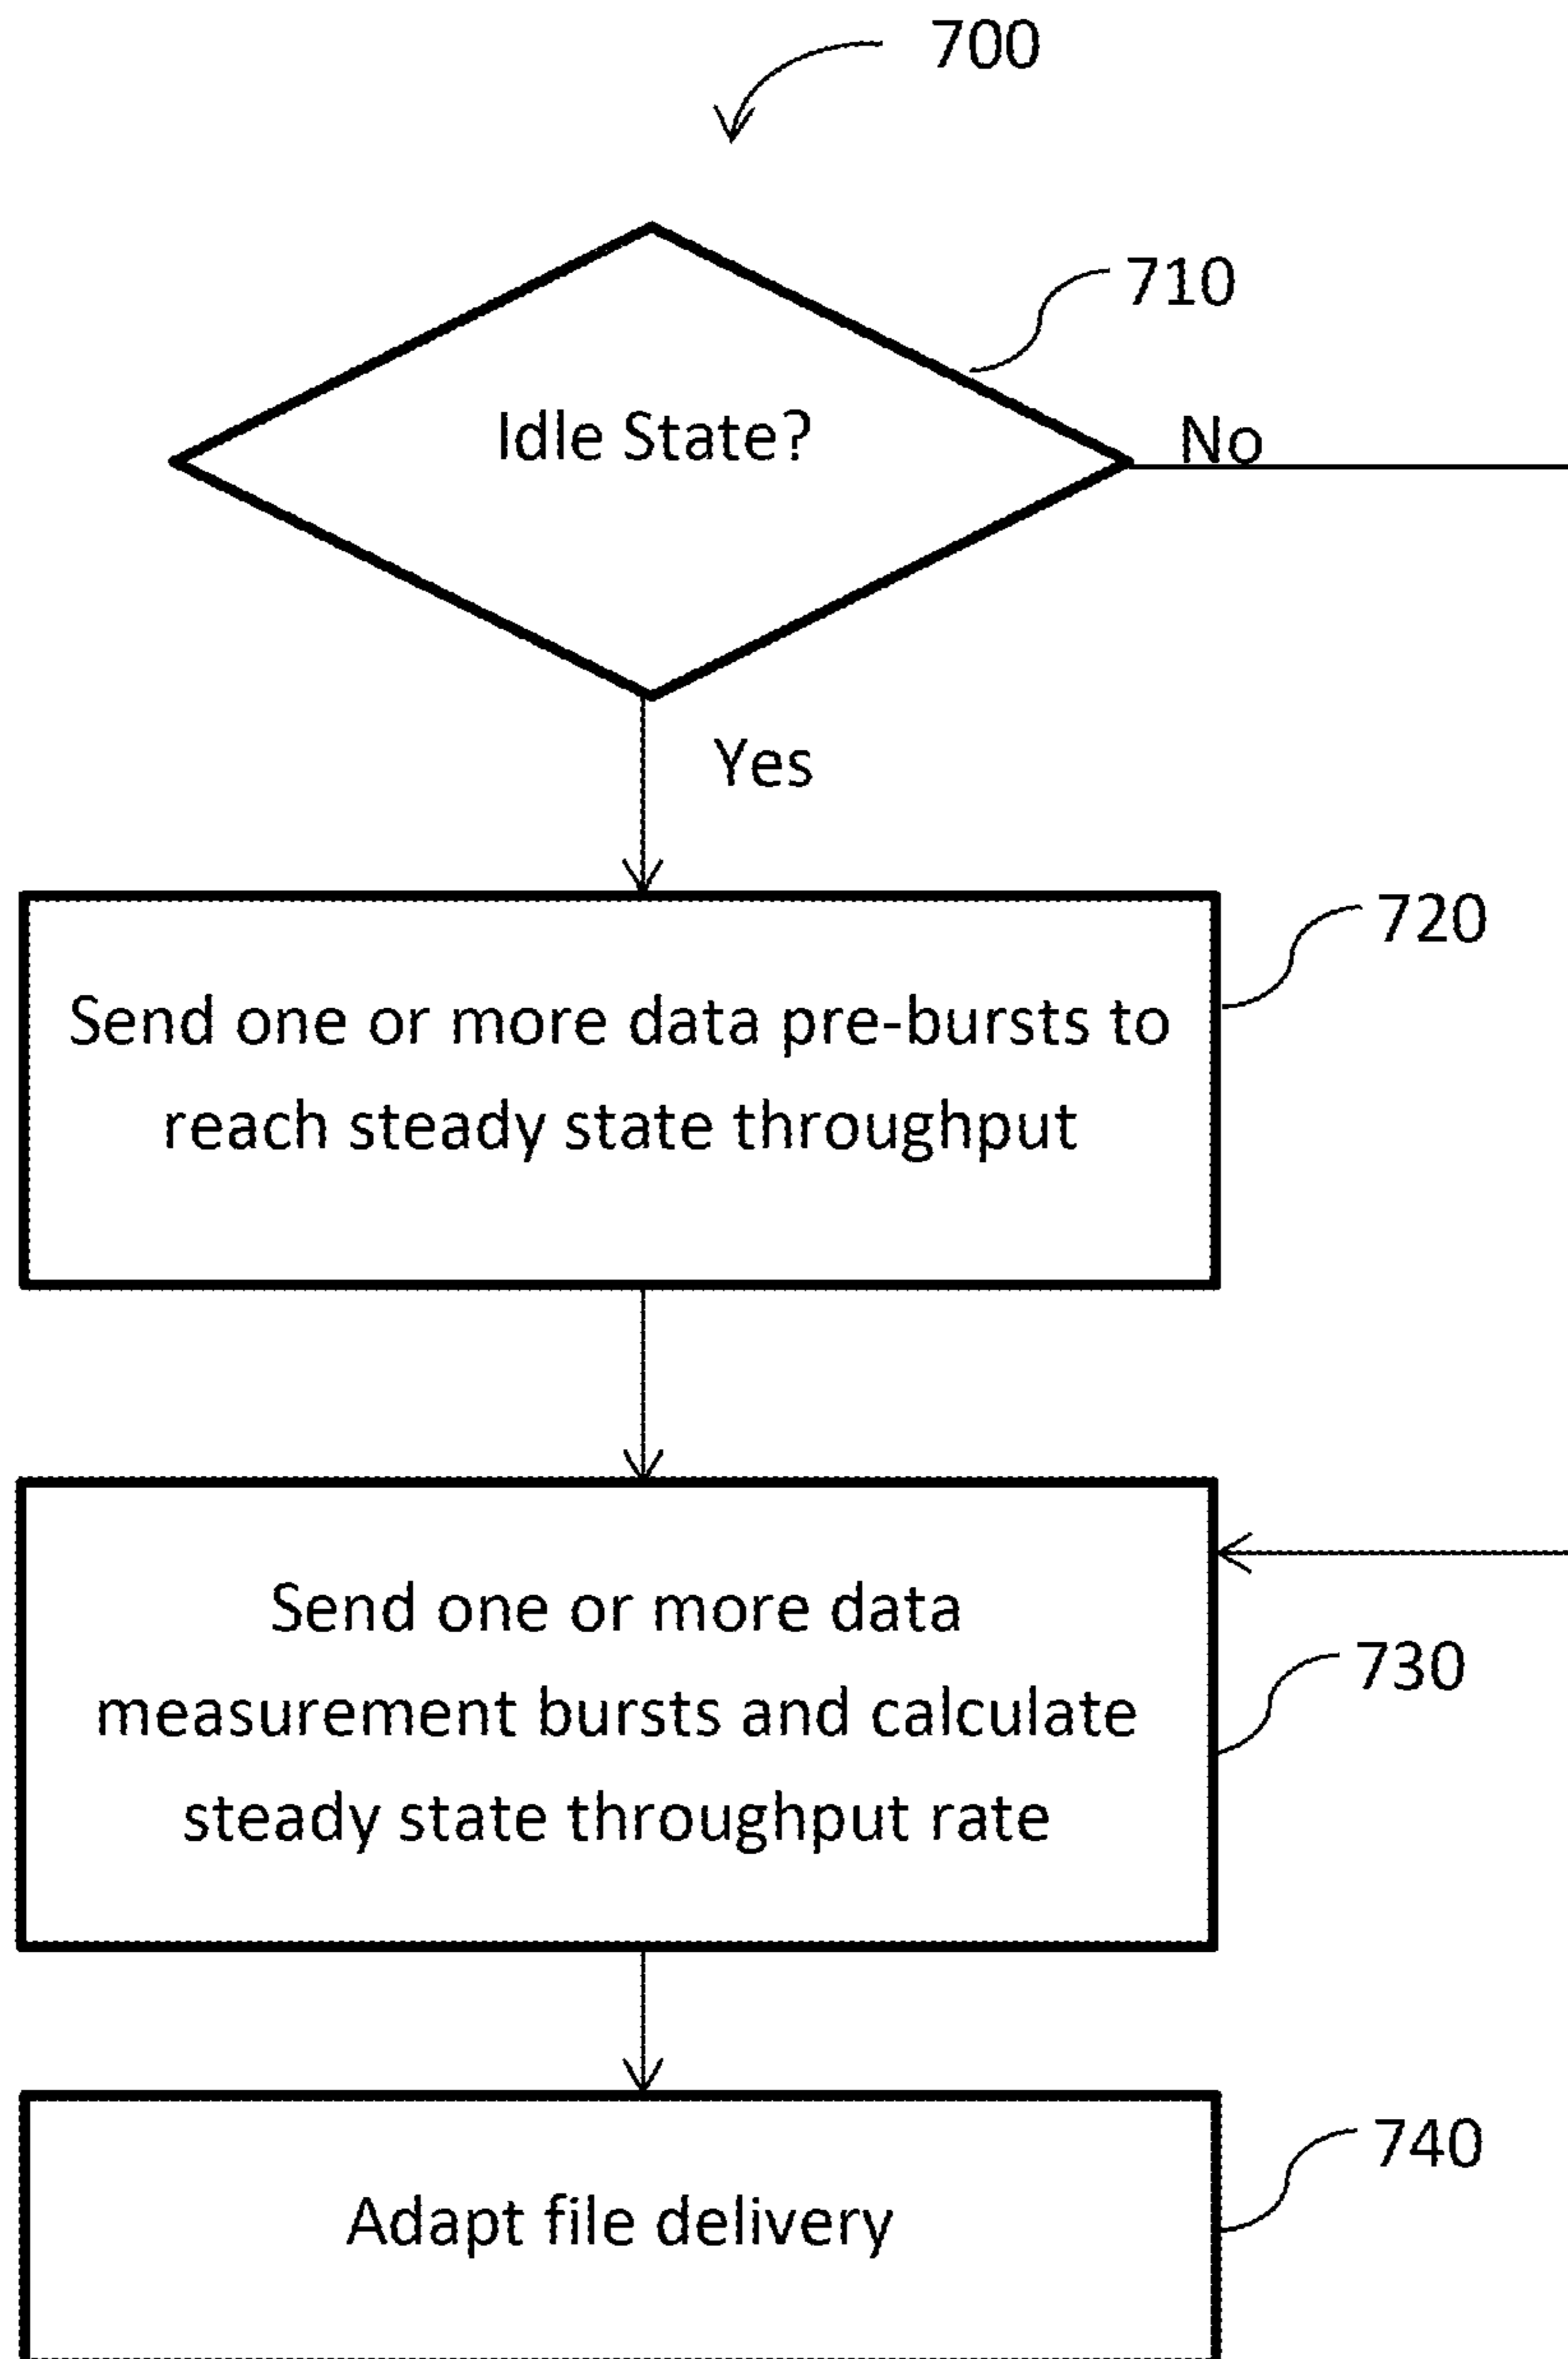 700
710
Idle State?
No
Yes
720
Send one or more data pre-bursts to
reach steady state throughput
Send one or more data
730
measurement bursts and calculate
steady state throughput rate
740
Adapt file delivery